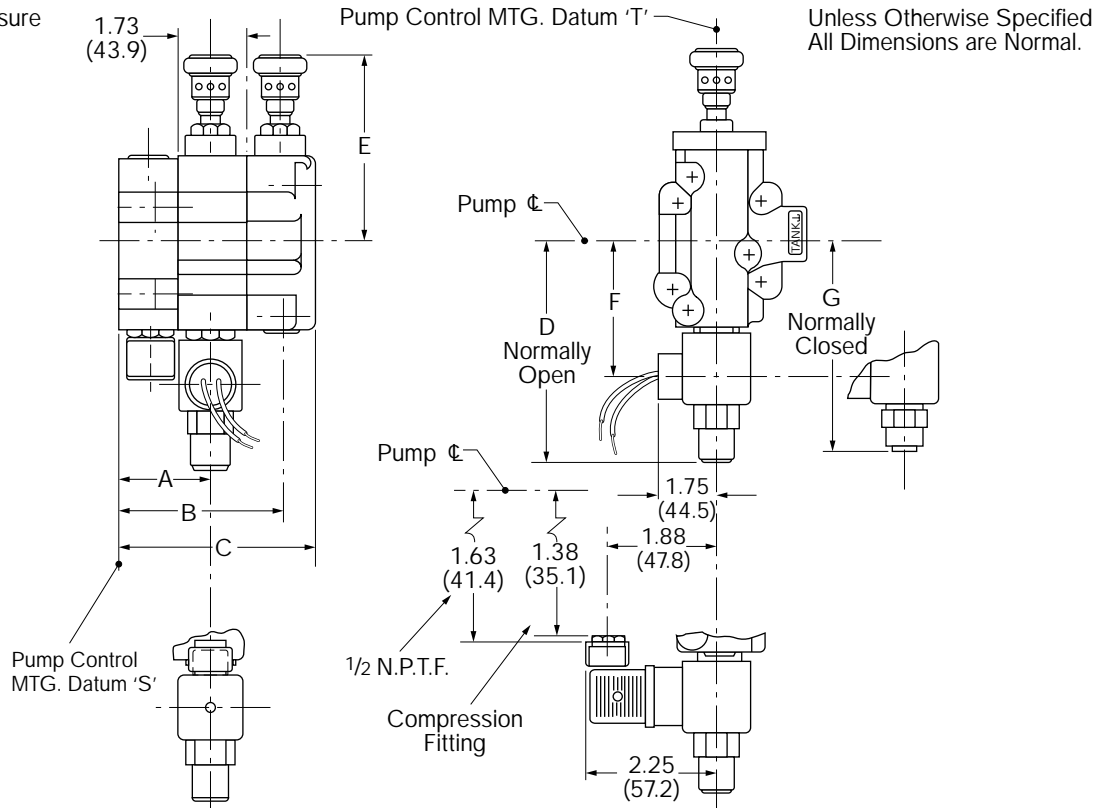 sure
1.73
(43.9)
Pump Control MTG. Datum 'T'
Unless Otherwise Specified
All Dimensions are Normal.
E
Pump ℄
TANK
F
D
Normally
Open
G
Normally
Closed
Pump ℄
A
B
C
1.75
(44.5)
1.88
(47.8)
1.63
(41.4)
1.38
(35.1)
Pump Control
MTG. Datum 'S'
1/2 N.P.T.F.
Compression
Fitting
2.25
(57.2)